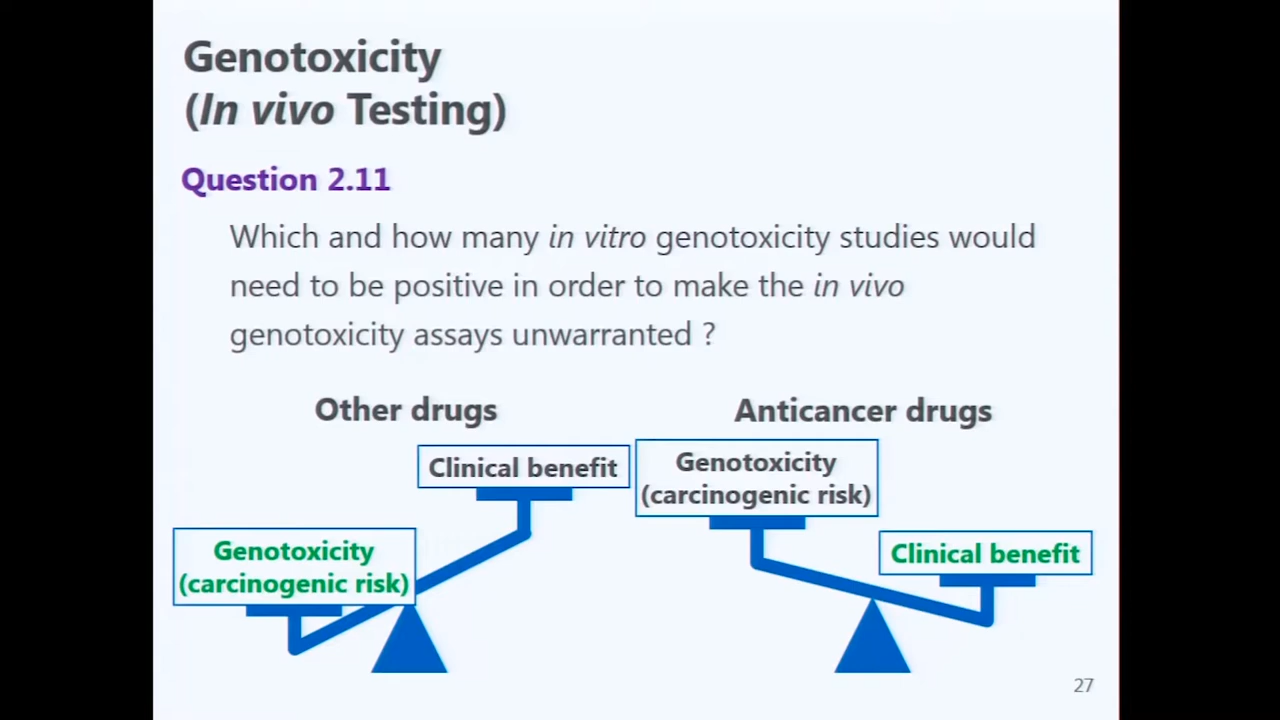 Genotoxicity
(In vivo Testing)
Question 2.11
Which and how many in vitro genotoxicity studies would
need to be positive in order to make the in vivo
genotoxicity assays unwarranted ?
Other drugs
Clinical benefit
Genotoxicity
(carcinogenic risk)
Anticancer drugs
Genotoxicity
(carcinogenic risk)
Clinical benefit
27